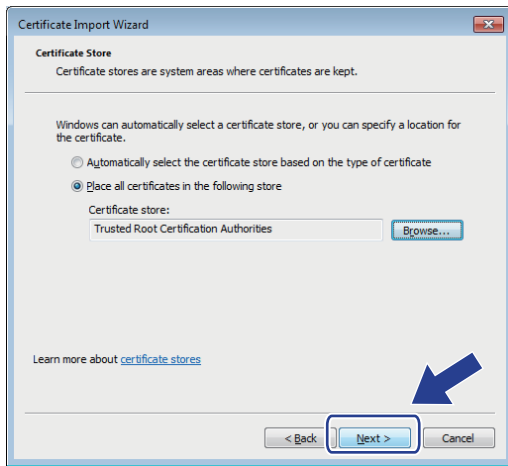 Certificate Import Wizard
Certificate Store
Certificate stores are system areas where certificates are kept.
Windows can automatically select a certificate store, or you can specify a location for
the certificate.
Automatically select the certificate store based on the type of certificate
Place all certificates in the following store
Certificate store:
Trusted Root Certification Authorities
Browse...
Learn more about certificate stores
< Back
Next >
Cancel